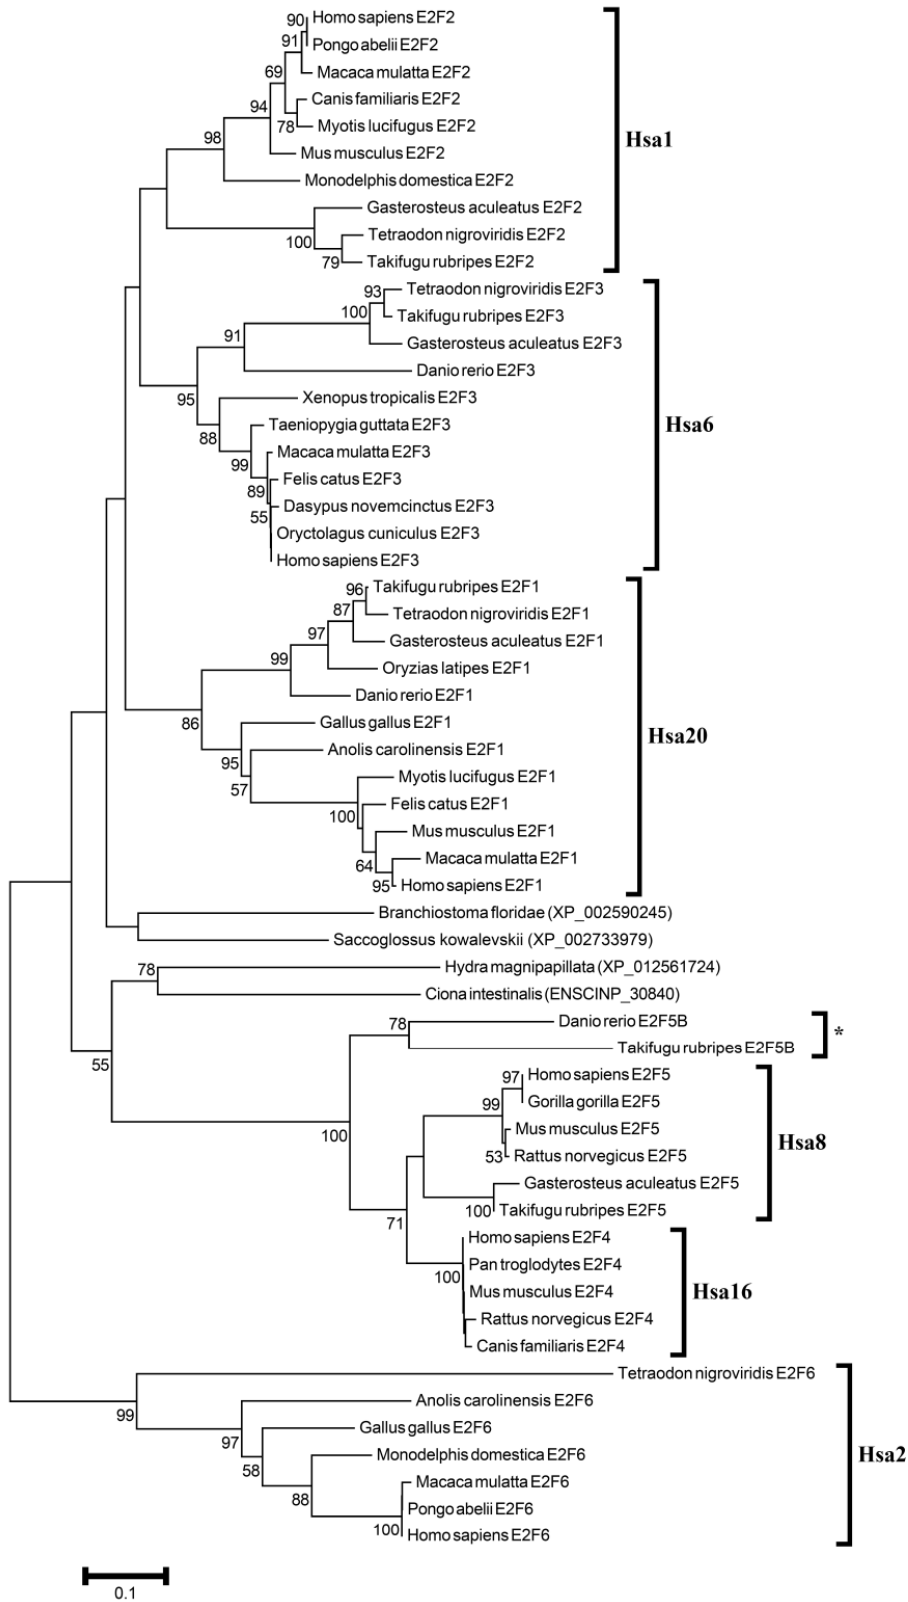 90
Homo sapiens E2F2
91
Pongo abelii E2F2
69
Macaca mulatta E2F2
94
Canis familiaris E2F2
78
Myotis lucifugus E2F2
98
Mus musculus E2F2
Monodelphis domestica E2F2
Gasterosteus aculeatus E2F2
100
Tetraodon nigroviridis E2F2
79
Takifugu rubripes E2F2
Hsa1
93
Tetraodon nigroviridis E2F3
100
Takifugu rubripes E2F3
91
Gasterosteus aculeatus E2F3
Danio rerio E2F3
95
Xenopus tropicalis E2F3
88
Taeniopygia guttata E2F3
99
Macaca mulatta E2F3
89
Felis catus E2F3
55
Dasypus novemcinctus E2F3
Oryctolagus cuniculus E2F3
Homo sapiens E2F3
Hsa6
96
Takifugu rubripes E2F1
87
Tetraodon nigroviridis E2F1
97
Gasterosteus aculeatus E2F1
99
Oryzias latipes E2F1
Danio rerio E2F1
86
Gallus gallus E2F1
95
Anolis carolinensis E2F1
57
Myotis lucifugus E2F1
100
Felis catus E2F1
Mus musculus E2F1
64
Macaca mulatta E2F1
95
Homo sapiens E2F1
Hsa20
Branchiostoma floridae (XP_002590245)
Saccoglossus kowalevskii (XP_002733979)
78
Hydra magnipapillata (XP_012561724)
Ciona intestinalis (ENSCINP_30840)
55
78
Danio rerio E2F5B
Takifugu rubripes E2F5B
*
97
Homo sapiens E2F5
99
Gorilla gorilla E2F5
100
Mus musculus E2F5
53
Rattus norvegicus E2F5
Gasterosteus aculeatus E2F5
100
Takifugu rubripes E2F5
Hsa8
71
Homo sapiens E2F4
Pan troglodytes E2F4
100
Mus musculus E2F4
Rattus norvegicus E2F4
Canis familiaris E2F4
Hsa16
Tetraodon nigroviridis E2F6
99
Anolis carolinensis E2F6
97
Gallus gallus E2F6
58
Monodelphis domestica E2F6
88
Macaca mulatta E2F6
Pongo abelii E2F6
100
Homo sapiens E2F6
Hsa2
0.1